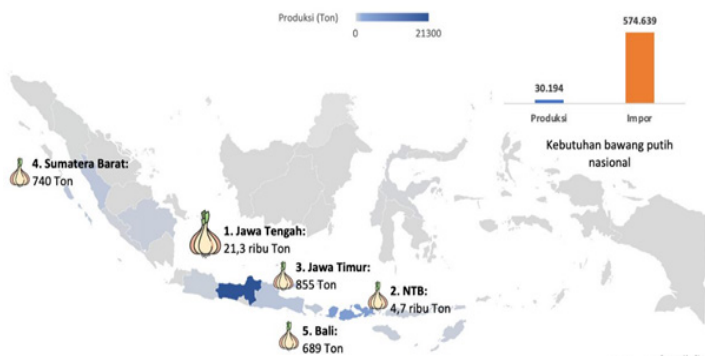 Produksi (Ton)
0
21300
574.639
30.194
Produksi
Impor
Kebutuhan bawang putih
nasional
4. Sumatera Barat:
740 Ton
1. Jawa Tengah:
21,3 ribu Ton
3. Jawa Timur:
855 Ton
2. NTB:
4,7 ribu Ton
5. Bali:
689 Ton